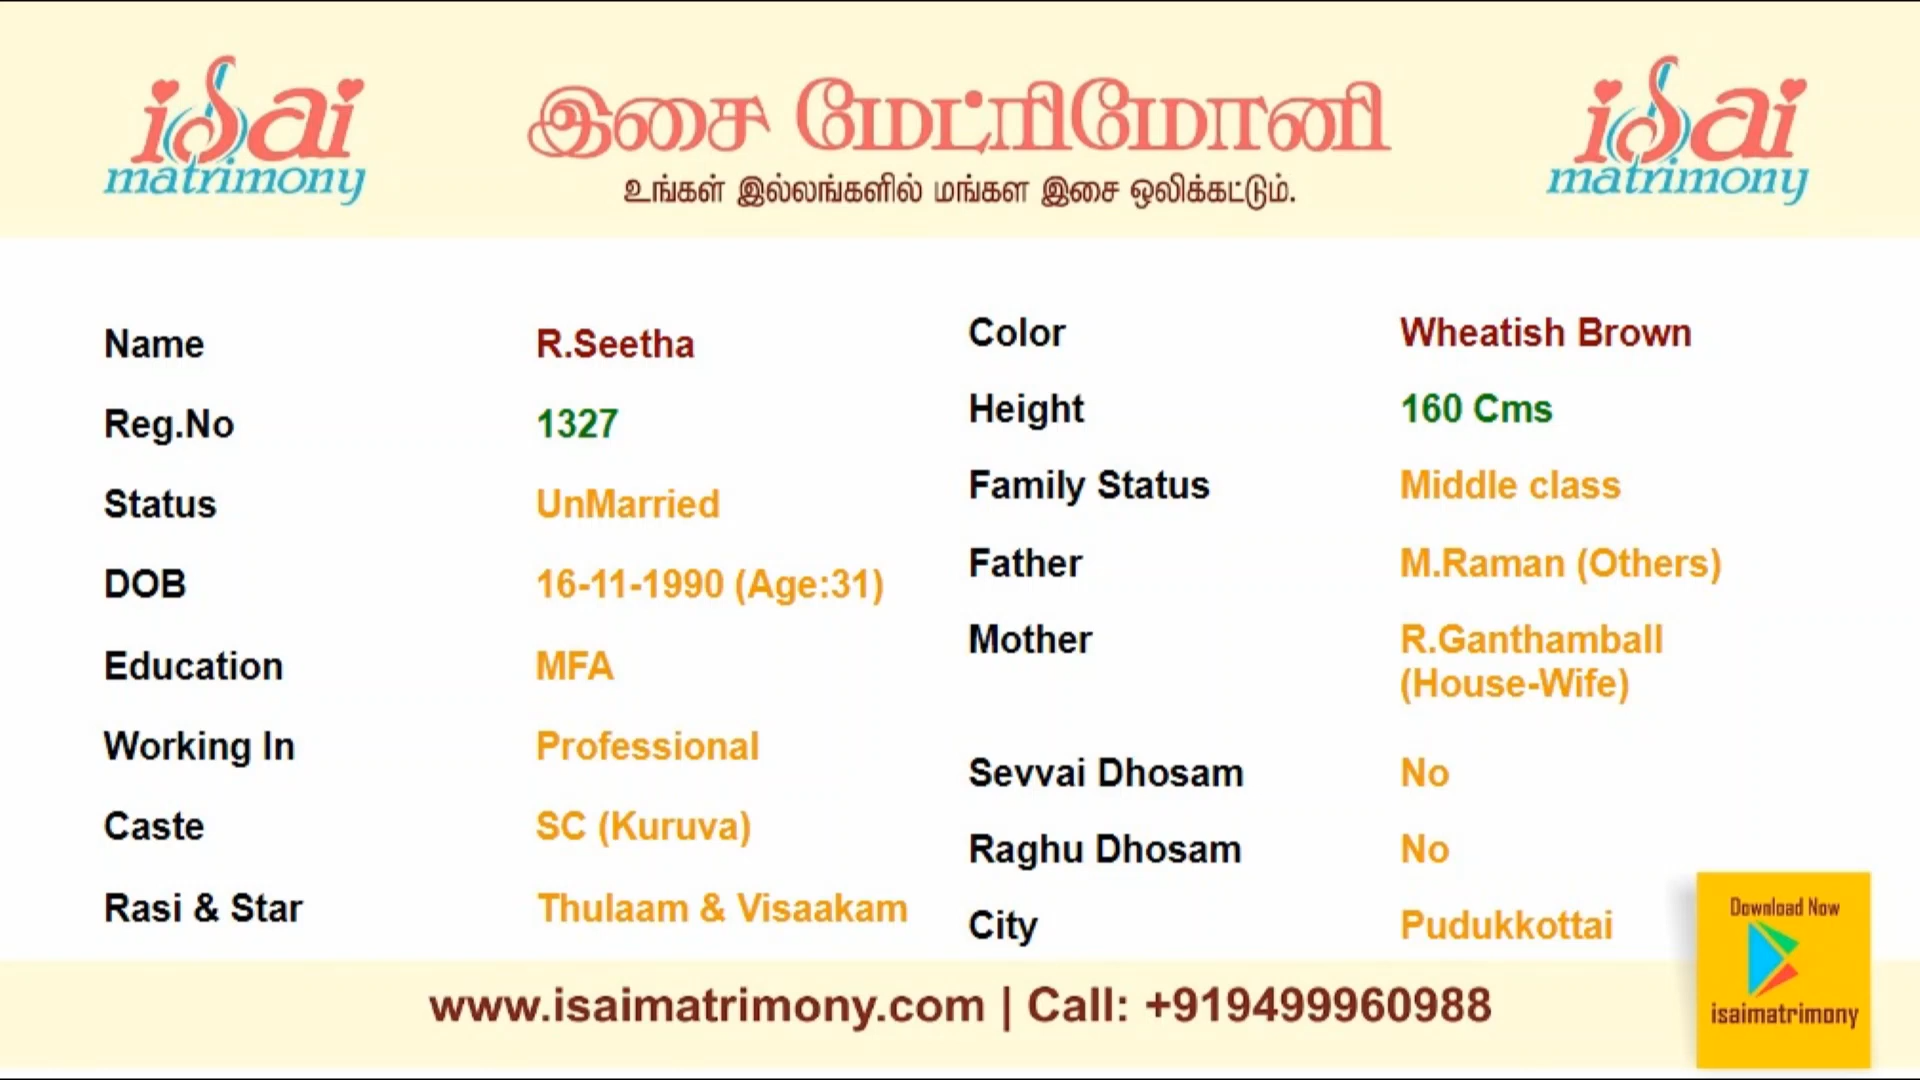 isai
matrimony
இசை மேட்ரிமோனி
உங்கள் இல்லங்களில் மங்கள இசை ஒலிக்கட்டும்.
isai
matrimony
Name R.Seetha
Reg.No 1327
Status UnMarried
DOB 16-11-1990 (Age:31)
Education MFA
Working In Professional
Caste SC (Kuruva)
Rasi & Star Thulaam & Visaakam
Color Wheatish Brown
Height 160 Cms
Family Status Middle class
Father M.Raman (Others)
Mother R.Ganthamball
(House-Wife)
Sevvai Dhosam No
Raghu Dhosam No
City Pudukkottai
Download Now
isaimatrimony
www.isaimatrimony.com | Call: +919499960988